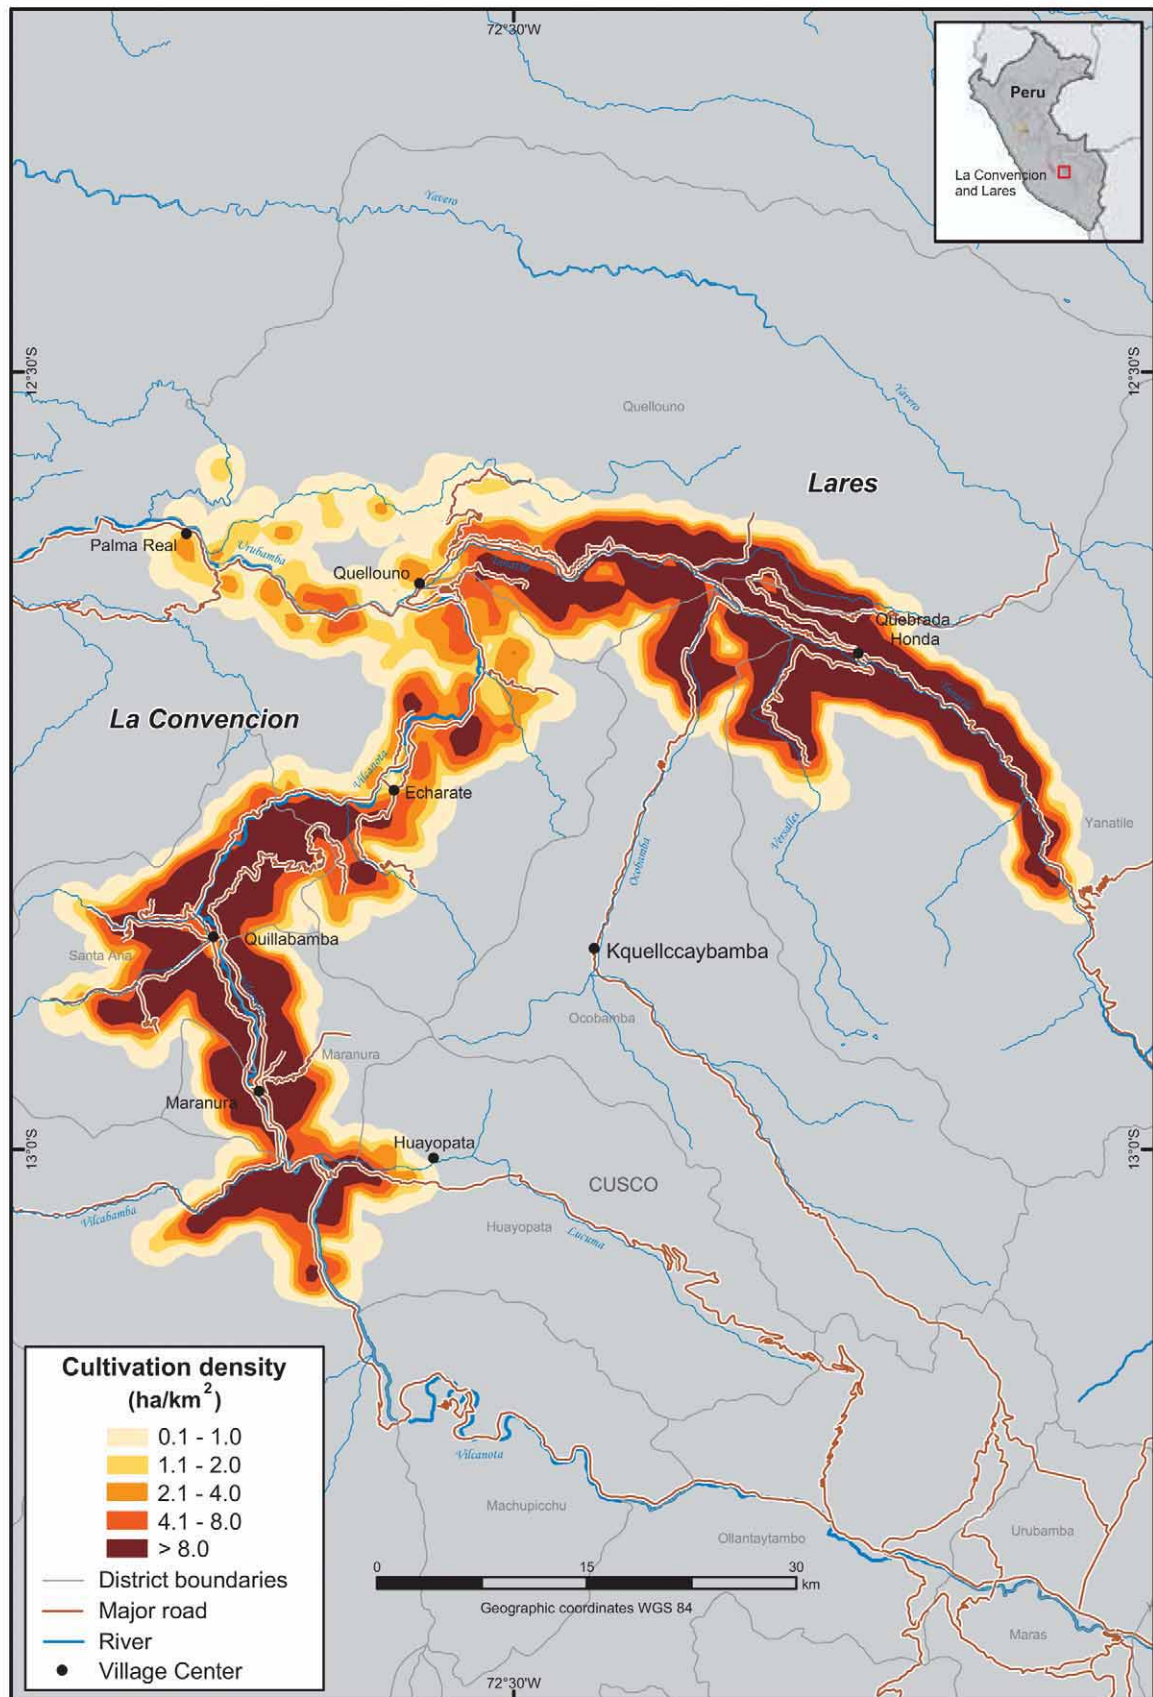 72°30'W
Peru
La Convencion
and Lares
Yavero
12°30'S
12°30'S
Yavero
Quellouno
Lares
Palma Real
Urubamba
Quellouno
Quebrada
Honda
La Convencion
Vilcanota
Echarate
Versalles
Yanatile
Ocobamba
Santa Ana
Quillabamba
Kquellccaybamba
Ocobamba
Maranura
Maranura
Huayopata
13°0'S
13°0'S
CUSCO
Vilcabamba
Huayopata
Lucuma
Cultivation density
(ha/km²)
0.1 - 1.0
1.1 - 2.0
2.1 - 4.0
4.1 - 8.0
> 8.0
District boundaries
Major road
River
Village Center
Vilcanota
Machupicchu
Ollantaytambo
Urubamba
0 15 30
km
Geographic coordinates WGS 84
Maras
72°30'W